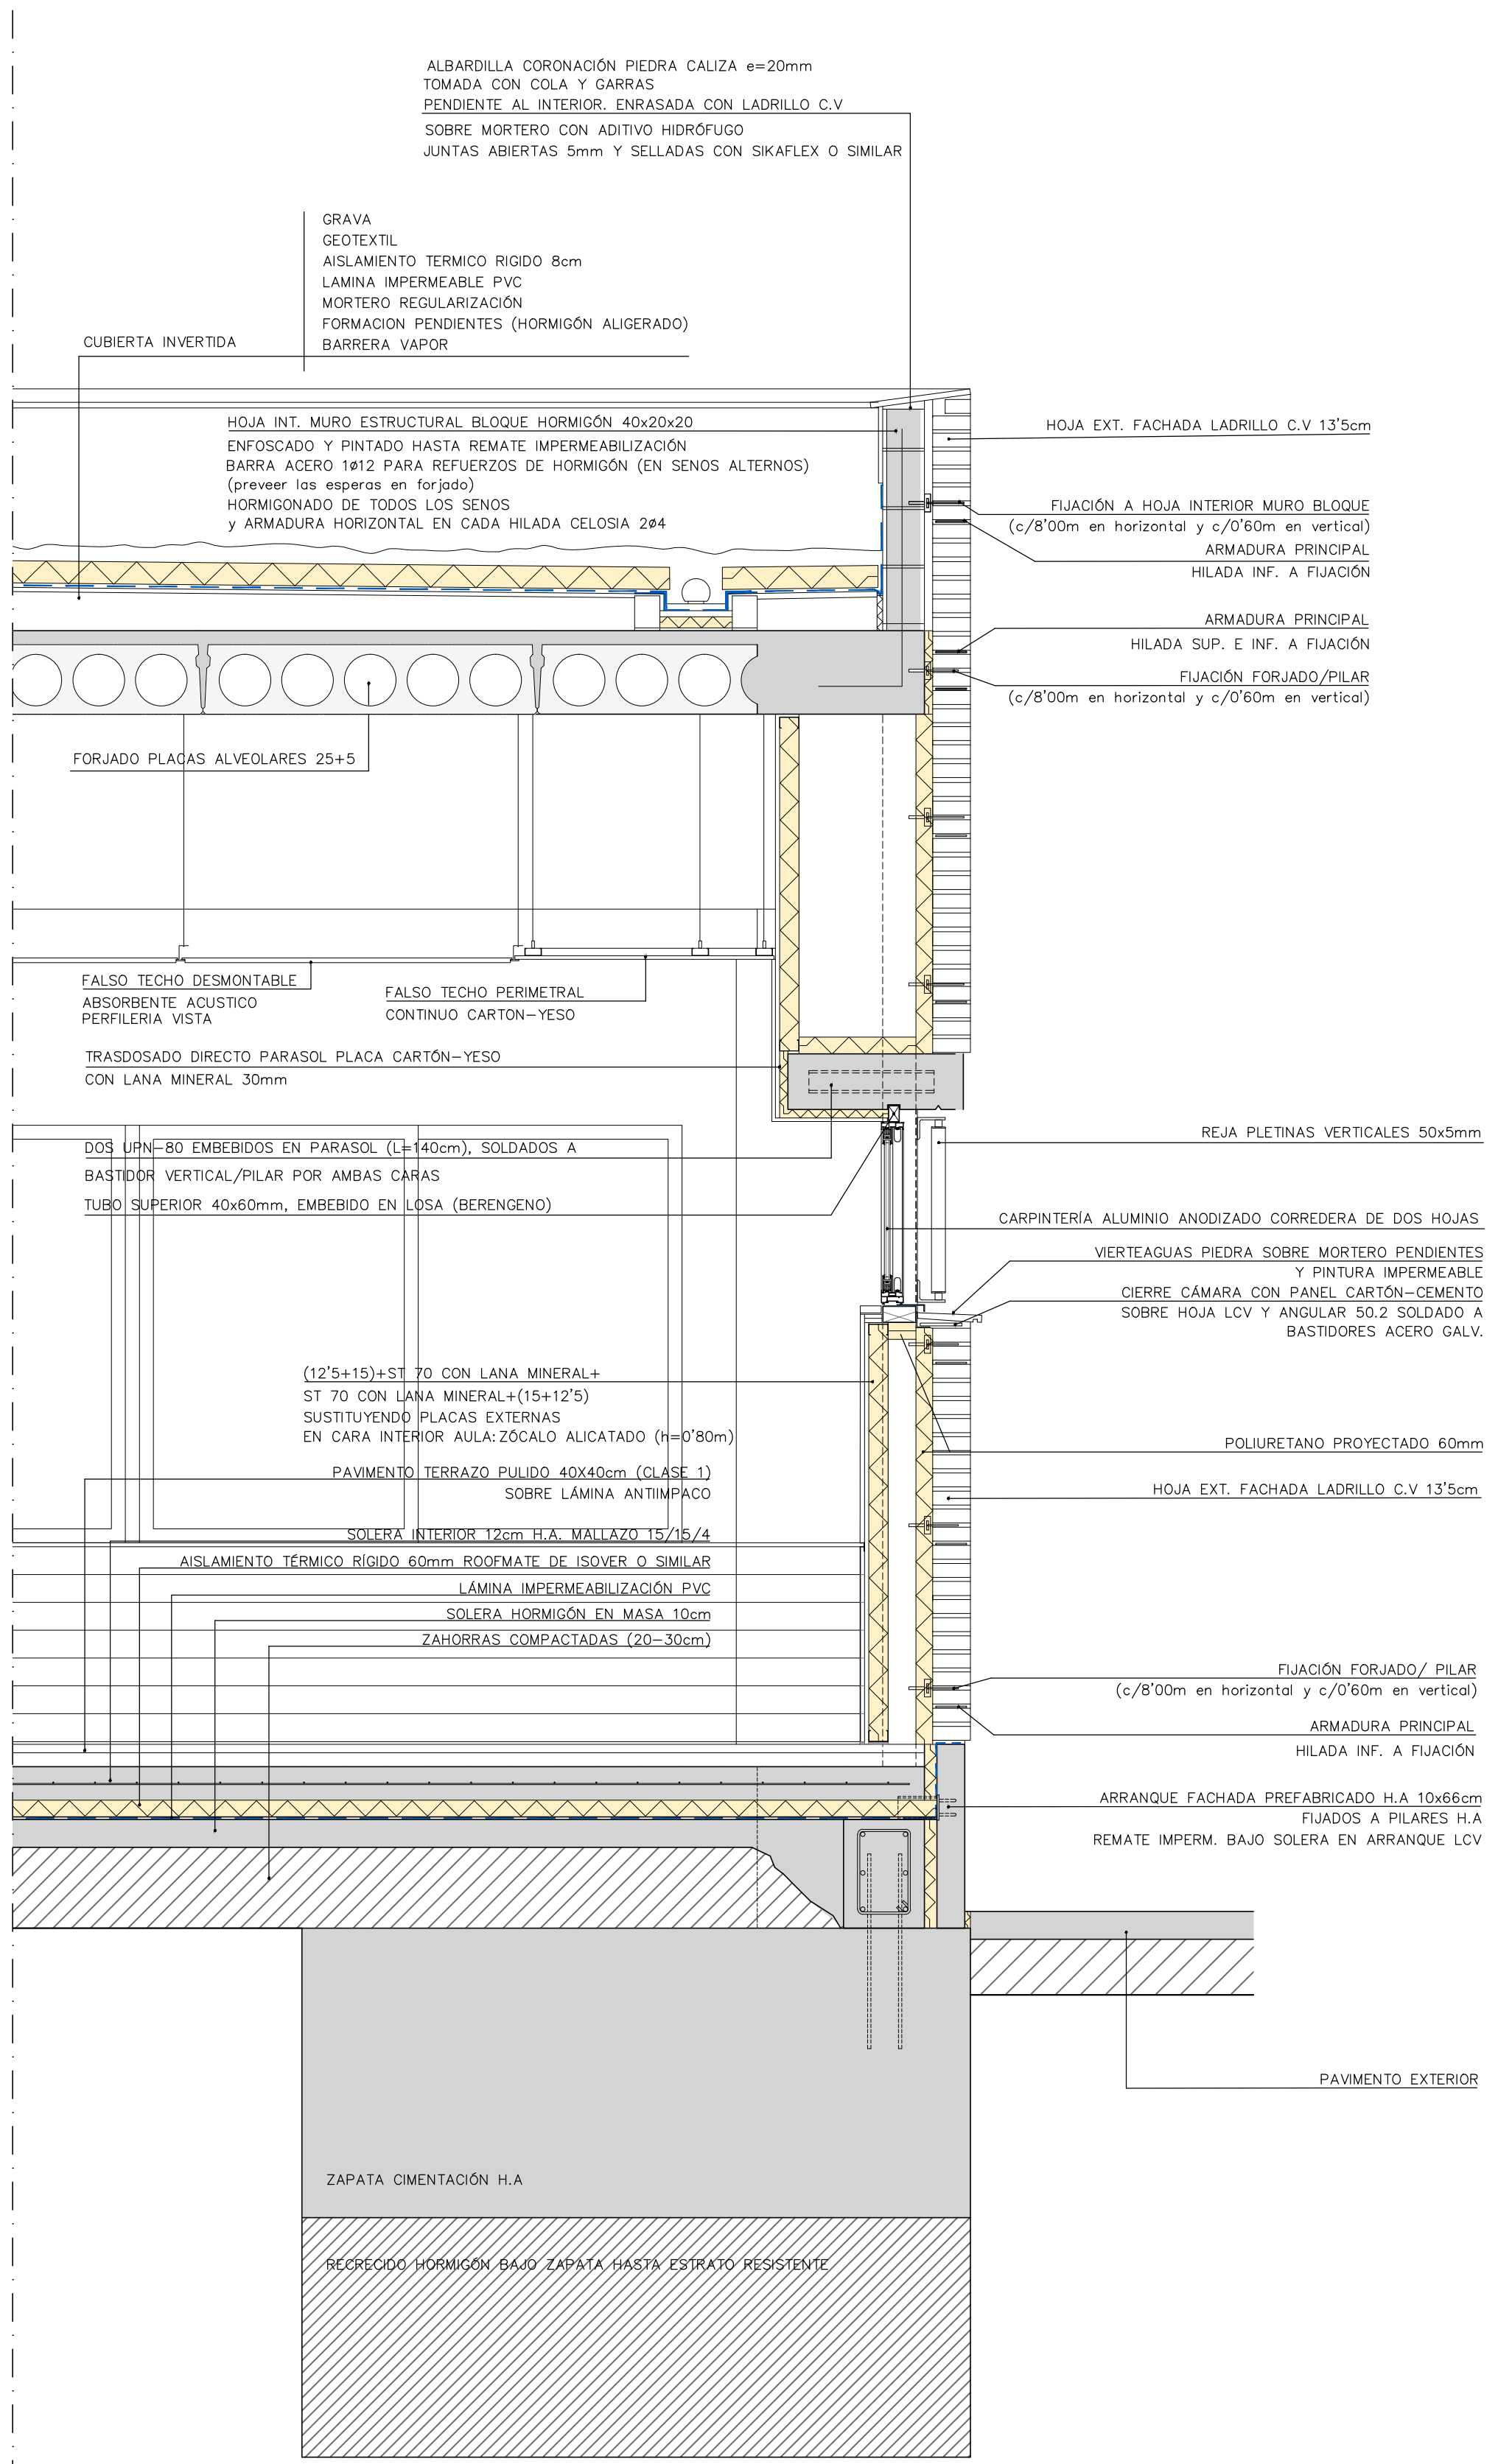 ALBARDILLA CORONACIÓN PIEDRA CALIZA e=20mm
TOMADA CON COLA Y GARRAS
PENDIENTE AL INTERIOR. ENRASADA CON LADRILLO C.V
SOBRE MORTERO CON ADITIVO HIDRÓFUGO
JUNTAS ABIERTAS 5mm Y SELLADAS CON SIKAFLEX O SIMILAR
GRAVA
GEOTEXTIL
AISLAMIENTO TERMICO RIGIDO 8cm
LAMINA IMPERMEABLE PVC
MORTERO REGULARIZACIÓN
FORMACION PENDIENTES (HORMIGÓN ALIGERADO)
BARRERA VAPOR
CUBIERTA INVERTIDA
HOJA INT. MURO ESTRUCTURAL BLOQUE HORMIGÓN 40x20x20
ENFOSCADO Y PINTADO HASTA REMATE IMPERMEABILIZACIÓN
BARRA ACERO 1ø12 PARA REFUERZOS DE HORMIGÓN (EN SENOS ALTERNOS)
(preveer las esperas en forjado)
HORMIGONADO DE TODOS LOS SENOS
y ARMADURA HORIZONTAL EN CADA HILADA CELOSIA 2ø4
HOJA EXT. FACHADA LADRILLO C.V 13'5cm
FIJACIÓN A HOJA INTERIOR MURO BLOQUE
(c/8'00m en horizontal y c/0'60m en vertical)
ARMADURA PRINCIPAL
HILADA INF. A FIJACIÓN
ARMADURA PRINCIPAL
HILADA SUP. E INF. A FIJACIÓN
FIJACIÓN FORJADO/PILAR
(c/8'00m en horizontal y c/0'60m en vertical)
FORJADO PLACAS ALVEOLARES 25+5
FALSO TECHO DESMONTABLE
ABSORBENTE ACUSTICO
PERFILERIA VISTA
FALSO TECHO PERIMETRAL
CONTINUO CARTON-YESO
TRASDOSADO DIRECTO PARASOL PLACA CARTÓN-YESO
CON LANA MINERAL 30mm
DOS UPN-80 EMBEBIDOS EN PARASOL (L=140cm), SOLDADOS A
BASTIDOR VERTICAL/PILAR POR AMBAS CARAS
TUBO SUPERIOR 40x60mm, EMBEBIDO EN LOSA (BERENGENO)
REJA PLETINAS VERTICALES 50x5mm
CARPINTERÍA ALUMINIO ANODIZADO CORREDERA DE DOS HOJAS
VIERTEAGUAS PIEDRA SOBRE MORTERO PENDIENTES
Y PINTURA IMPERMEABLE
CIERRE CÁMARA CON PANEL CARTÓN-CEMENTO
SOBRE HOJA LCV Y ANGULAR 50.2 SOLDADO A
BASTIDORES ACERO GALV.
(12'5+15)+ST 70 CON LANA MINERAL+
ST 70 CON LANA MINERAL+(15+12'5)
SUSTITUYENDO PLACAS EXTERNAS
EN CARA INTERIOR AULA: ZÓCALO ALICATADO (h=0'80m)
POLIURETANO PROYECTADO 60mm
HOJA EXT. FACHADA LADRILLO C.V 13'5cm
PAVIMENTO TERRAZO PULIDO 40X40cm (CLASE 1)
SOBRE LÁMINA ANTIIMPACO
SOLERA INTERIOR 12cm H.A. MALLAZO 15/15/4
AISLAMIENTO TÉRMICO RÍGIDO 60mm ROOFMATE DE ISOVER O SIMILAR
LÁMINA IMPERMEABILIZACIÓN PVC
SOLERA HORMIGÓN EN MASA 10cm
ZAHORRAS COMPACTADAS (20-30cm)
FIJACIÓN FORJADO/ PILAR
(c/8'00m en horizontal y c/0'60m en vertical)
ARMADURA PRINCIPAL
HILADA INF. A FIJACIÓN
ARRANQUE FACHADA PREFABRICADO H.A 10x66cm
FIJADOS A PILARES H.A
REMATE IMPERM. BAJO SOLERA EN ARRANQUE LCV
PAVIMENTO EXTERIOR
ZAPATA CIMENTACIÓN H.A
RECRECIDO HORMIGÓN BAJO ZAPATA HASTA ESTRATO RESISTENTE